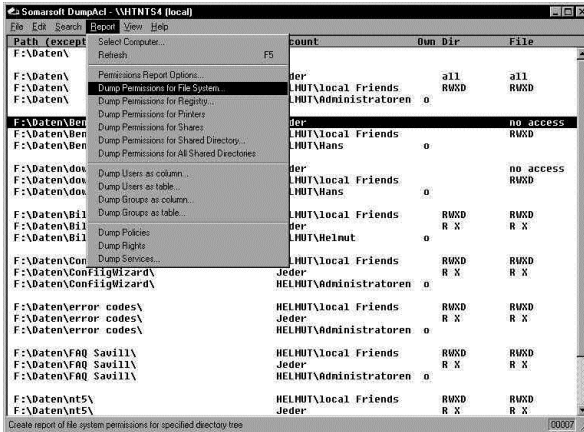 Somarsoft DumpAcl - \\HTNTS4 (local)
File Edit Search Report View Help
Path (except count Own Dir File
F:\Daten\
Select Computer...
Refresh F5
Permissions Report Options...
Dump Permissions for File System...
Dump Permissions for Registry...
Dump Permissions for Printers
Dump Permissions for Shares
Dump Permissions for Shared Directory...
Dump Permissions for All Shared Directories
Dump Users as column...
Dump Users as table...
Dump Groups as column...
Dump Groups as table...
Dump Policies
Dump Rights
Dump Services...
F:\Daten\ der all all
F:\Daten\ LMUT\local Friends RWXD RWXD
F:\Daten\ LMUT\Administratoren o
F:\Daten\Ben der no access
F:\Daten\Ben LMUT\local Friends RWXD
F:\Daten\Ben LMUT\Hans o
F:\Daten\dow der no access
F:\Daten\dow LMUT\local Friends RWXD
F:\Daten\dow LMUT\Hans o
F:\Daten\Bil LMUT\local Friends RWXD RWXD
F:\Daten\Bil der R X R X
F:\Daten\Bil LMUT\Helmut o
F:\Daten\Con LMUT\local Friends RWXD RWXD
F:\Daten\ConfiigWizard\ Jeder R X R X
F:\Daten\ConfiigWizard\ HELMUT\Administratoren o
F:\Daten\error codes\ HELMUT\local Friends RWXD RWXD
F:\Daten\error codes\ Jeder R X R X
F:\Daten\error codes\ HELMUT\Administratoren o
F:\Daten\FAQ Savill\ HELMUT\local Friends RWXD RWXD
F:\Daten\FAQ Savill\ Jeder R X R X
F:\Daten\FAQ Savill\ HELMUT\Administratoren o
F:\Daten\nt5\ HELMUT\local Friends RWXD RWXD
F:\Daten\nt5\ Jeder R X R X
Create report of file system permissions for specified directory tree 00007